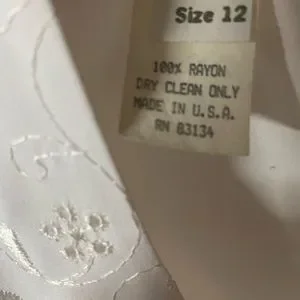 Size 12
100% RAYON
DRY CLEAN ONLY
MADE IN U.S.A.
RN 83134